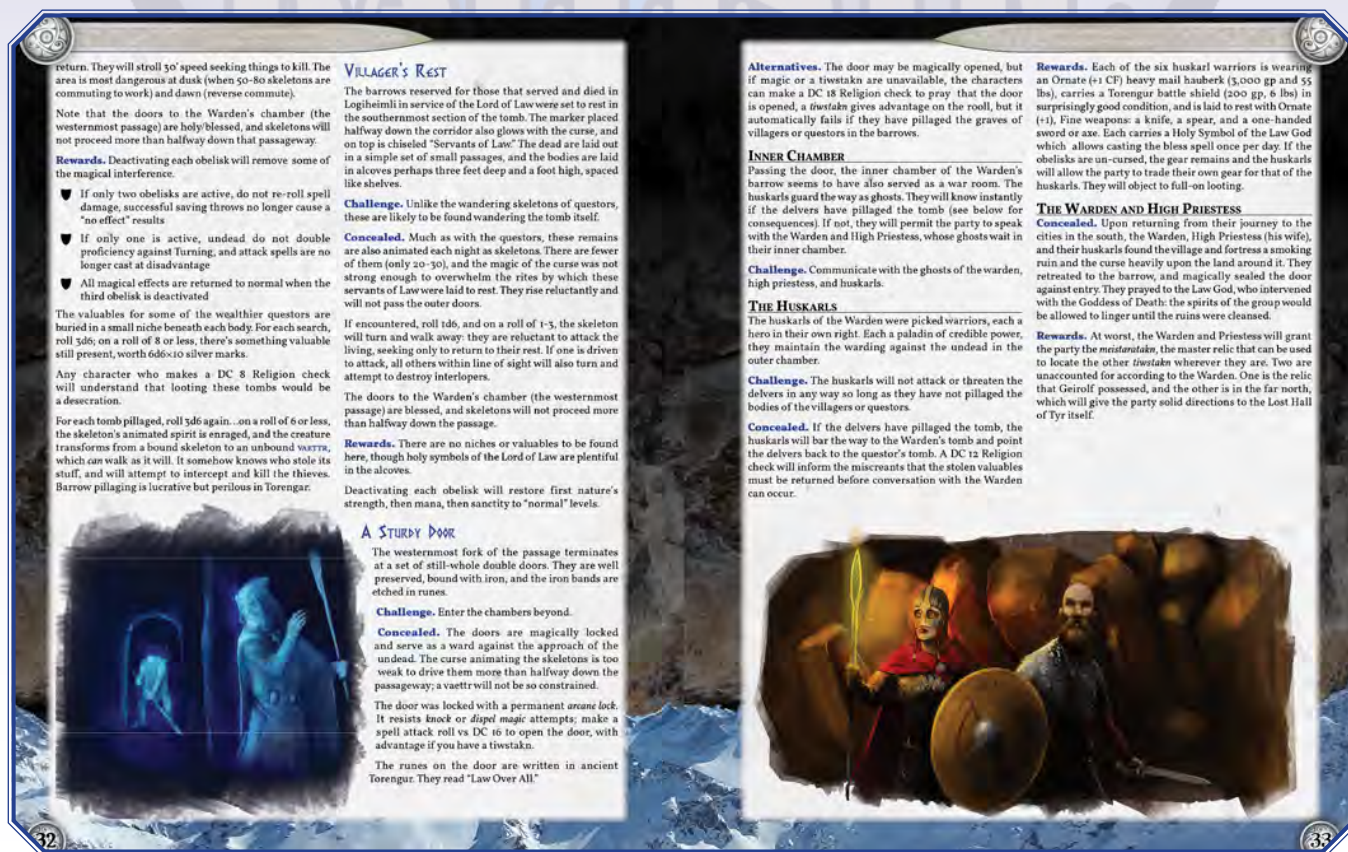 return. They will stroll 30' speed seeking things to kill. The
area is most dangerous at dusk (when 50-80 skeletons are
commuting to work) and dawn (reverse commute).
Note that the doors to the Warden's chamber (the
westernmost passage) are holy/blessed, and skeletons will
not proceed more than halfway down that passageway.
Rewards. Deactivating each obelisk will remove some of
the magical interference.
If only two obelisks are active, do not re-roll spell
damage, successful saving throws no longer cause a
"no effect" results
If only one is active, undead do not double
proficiency against Turning, and attack spells are no
longer cast at disadvantage
All magical effects are returned to normal when the
third obelisk is deactivated
The valuables for some of the wealthier questors are
buried in a small niche beneath each body. For each search,
roll 3d6; on a roll of 8 or less, there's something valuable
still present, worth 6d6×10 silver marks.
Any character who makes a DC 8 Religion check
will understand that looting these tombs would be
a desecration.
For each tomb pillaged, roll 3d6 again...on a roll of 6 or less,
the skeleton's animated spirit is enraged, and the creature
transforms from a bound skeleton to an unbound VAETTR,
which can walk as it will. It somehow knows who stole its
stuff, and will attempt to intercept and kill the thieves.
Barrow pillaging is lucrative but perilous in Torengar.
VILLAGER'S REST
The barrows reserved for those that served and died in
Logiheimli in service of the Lord of Law were set to rest in
the southernmost section of the tomb. The marker placed
halfway down the corridor also glows with the curse, and
on top is chiseled "Servants of Law." The dead are laid out
in a simple set of small passages, and the bodies are laid
in alcoves perhaps three feet deep and a foot high, spaced
like shelves.
Challenge. Unlike the wandering skeletons of questors,
these are likely to be found wandering the tomb itself.
Concealed. Much as with the questors, these remains
are also animated each night as skeletons. There are fewer
of them (only 20-30), and the magic of the curse was not
strong enough to overwhelm the rites by which these
servants of Law were laid to rest. They rise reluctantly and
will not pass the outer doors.
If encountered, roll 1d6, and on a roll of 1-3, the skeleton
will turn and walk away: they are reluctant to attack the
living, seeking only to return to their rest. If one is driven
to attack, all others within line of sight will also turn and
attempt to destroy interlopers.
The doors to the Warden's chamber (the westernmost
passage) are blessed, and skeletons will not proceed more
than halfway down the passage.
Rewards. There are no niches or valuables to be found
here, though holy symbols of the Lord of Law are plentiful
in the alcoves.
Deactivating each obelisk will restore first nature's
strength, then mana, then sanctity to "normal" levels.
A STURDY DOOR
The westernmost fork of the passage terminates
at a set of still-whole double doors. They are well
preserved, bound with iron, and the iron bands are
etched in runes.
Challenge. Enter the chambers beyond.
Concealed. The doors are magically locked
and serve as a ward against the approach of the
undead. The curse animating the skeletons is too
weak to drive them more than halfway down the
passageway; a vaettr will not be so constrained.
The door was locked with a permanent arcane lock.
It resists knock or dispel magic attempts; make a
spell attack roll vs DC 16 to open the door, with
advantage if you have a tiwstakn.
The runes on the door are written in ancient
Torengur. They read "Law Over All."
32
Alternatives. The door may be magically opened, but
if magic or a tiwstakn are unavailable, the characters
can make a DC 18 Religion check to pray that the door
is opened, a tiwstakn gives advantage on the rooll, but it
automatically fails if they have pillaged the graves of
villagers or questors in the barrows.
INNER CHAMBER
Passing the door, the inner chamber of the Warden's
barrow seems to have also served as a war room. The
huskarls guard the way as ghosts. They will know instantly
if the delvers have pillaged the tomb (see below for
consequences). If not, they will permit the party to speak
with the Warden and High Priestess, whose ghosts wait in
their inner chamber.
Challenge. Communicate with the ghosts of the warden,
high priestess, and huskarls.
THE HUSKARLS
The huskarls of the Warden were picked warriors, each a
hero in their own right. Each a paladin of credible power,
they maintain the warding against the undead in the
outer chamber.
Challenge. The huskarls will not attack or threaten the
delvers in any way so long as they have not pillaged the
bodies of the villagers or questors.
Concealed. If the delvers have pillaged the tomb, the
huskarls will bar the way to the Warden's tomb and point
the delvers back to the questor's tomb. A DC 12 Religion
check will inform the miscreants that the stolen valuables
must be returned before conversation with the Warden
can occur.
Rewards. Each of the six huskarl warriors is wearing
an Ornate (+1 CF) heavy mail hauberk (3,000 gp and 55
lbs), carries a Torengur battle shield (200 gp, 6 lbs) in
surprisingly good condition, and is laid to rest with Ornate
(+1), Fine weapons: a knife, a spear, and a one-handed
sword or axe. Each carries a Holy Symbol of the Law God
which allows casting the bless spell once per day. If the
obelisks are un-cursed, the gear remains and the huskarls
will allow the party to trade their own gear for that of the
huskarls. They will object to full-on looting.
THE WARDEN AND HIGH PRIESTESS
Concealed. Upon returning from their journey to the
cities in the south, the Warden, High Priestess (his wife),
and their huskarls found the village and fortress a smoking
ruin and the curse heavily upon the land around it. They
retreated to the barrow, and magically sealed the door
against entry. They prayed to the Law God, who intervened
with the Goddess of Death: the spirits of the group would
be allowed to linger until the ruins were cleansed.
Rewards. At worst, the Warden and Priestess will grant
the party the meistaratakn, the master relic that can be used
to locate the other tiwstakn wherever they are. Two are
unaccounted for according to the Warden. One is the relic
that Geirolf possessed, and the other is in the far north,
which will give the party solid directions to the Lost Hall
of Tyr itself.
33